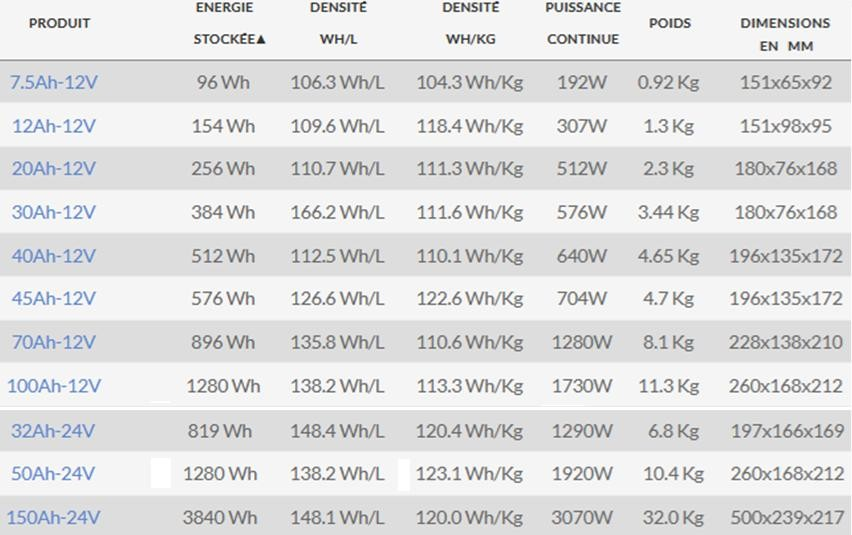 PRODUIT ENERGIE STOCKÉE▲ DENSITÉ WH/L DENSITÉ WH/KG PUISSANCE CONTINUE POIDS DIMENSIONS EN MM
7.5Ah-12V 96 Wh 106.3 Wh/L 104.3 Wh/Kg 192W 0.92 Kg 151x65x92
12Ah-12V 154 Wh 109.6 Wh/L 118.4 Wh/Kg 307W 1.3 Kg 151x98x95
20Ah-12V 256 Wh 110.7 Wh/L 111.3 Wh/Kg 512W 2.3 Kg 180x76x168
30Ah-12V 384 Wh 166.2 Wh/L 111.6 Wh/Kg 576W 3.44 Kg 180x76x168
40Ah-12V 512 Wh 112.5 Wh/L 110.1 Wh/Kg 640W 4.65 Kg 196x135x172
45Ah-12V 576 Wh 126.6 Wh/L 122.6 Wh/Kg 704W 4.7 Kg 196x135x172
70Ah-12V 896 Wh 135.8 Wh/L 110.6 Wh/Kg 1280W 8.1 Kg 228x138x210
100Ah-12V 1280 Wh 138.2 Wh/L 113.3 Wh/Kg 1730W 11.3 Kg 260x168x212
32Ah-24V 819 Wh 148.4 Wh/L 120.4 Wh/Kg 1290W 6.8 Kg 197x166x169
50Ah-24V 1280 Wh 138.2 Wh/L 123.1 Wh/Kg 1920W 10.4 Kg 260x168x212
150Ah-24V 3840 Wh 148.1 Wh/L 120.0 Wh/Kg 3070W 32.0 Kg 500x239x217